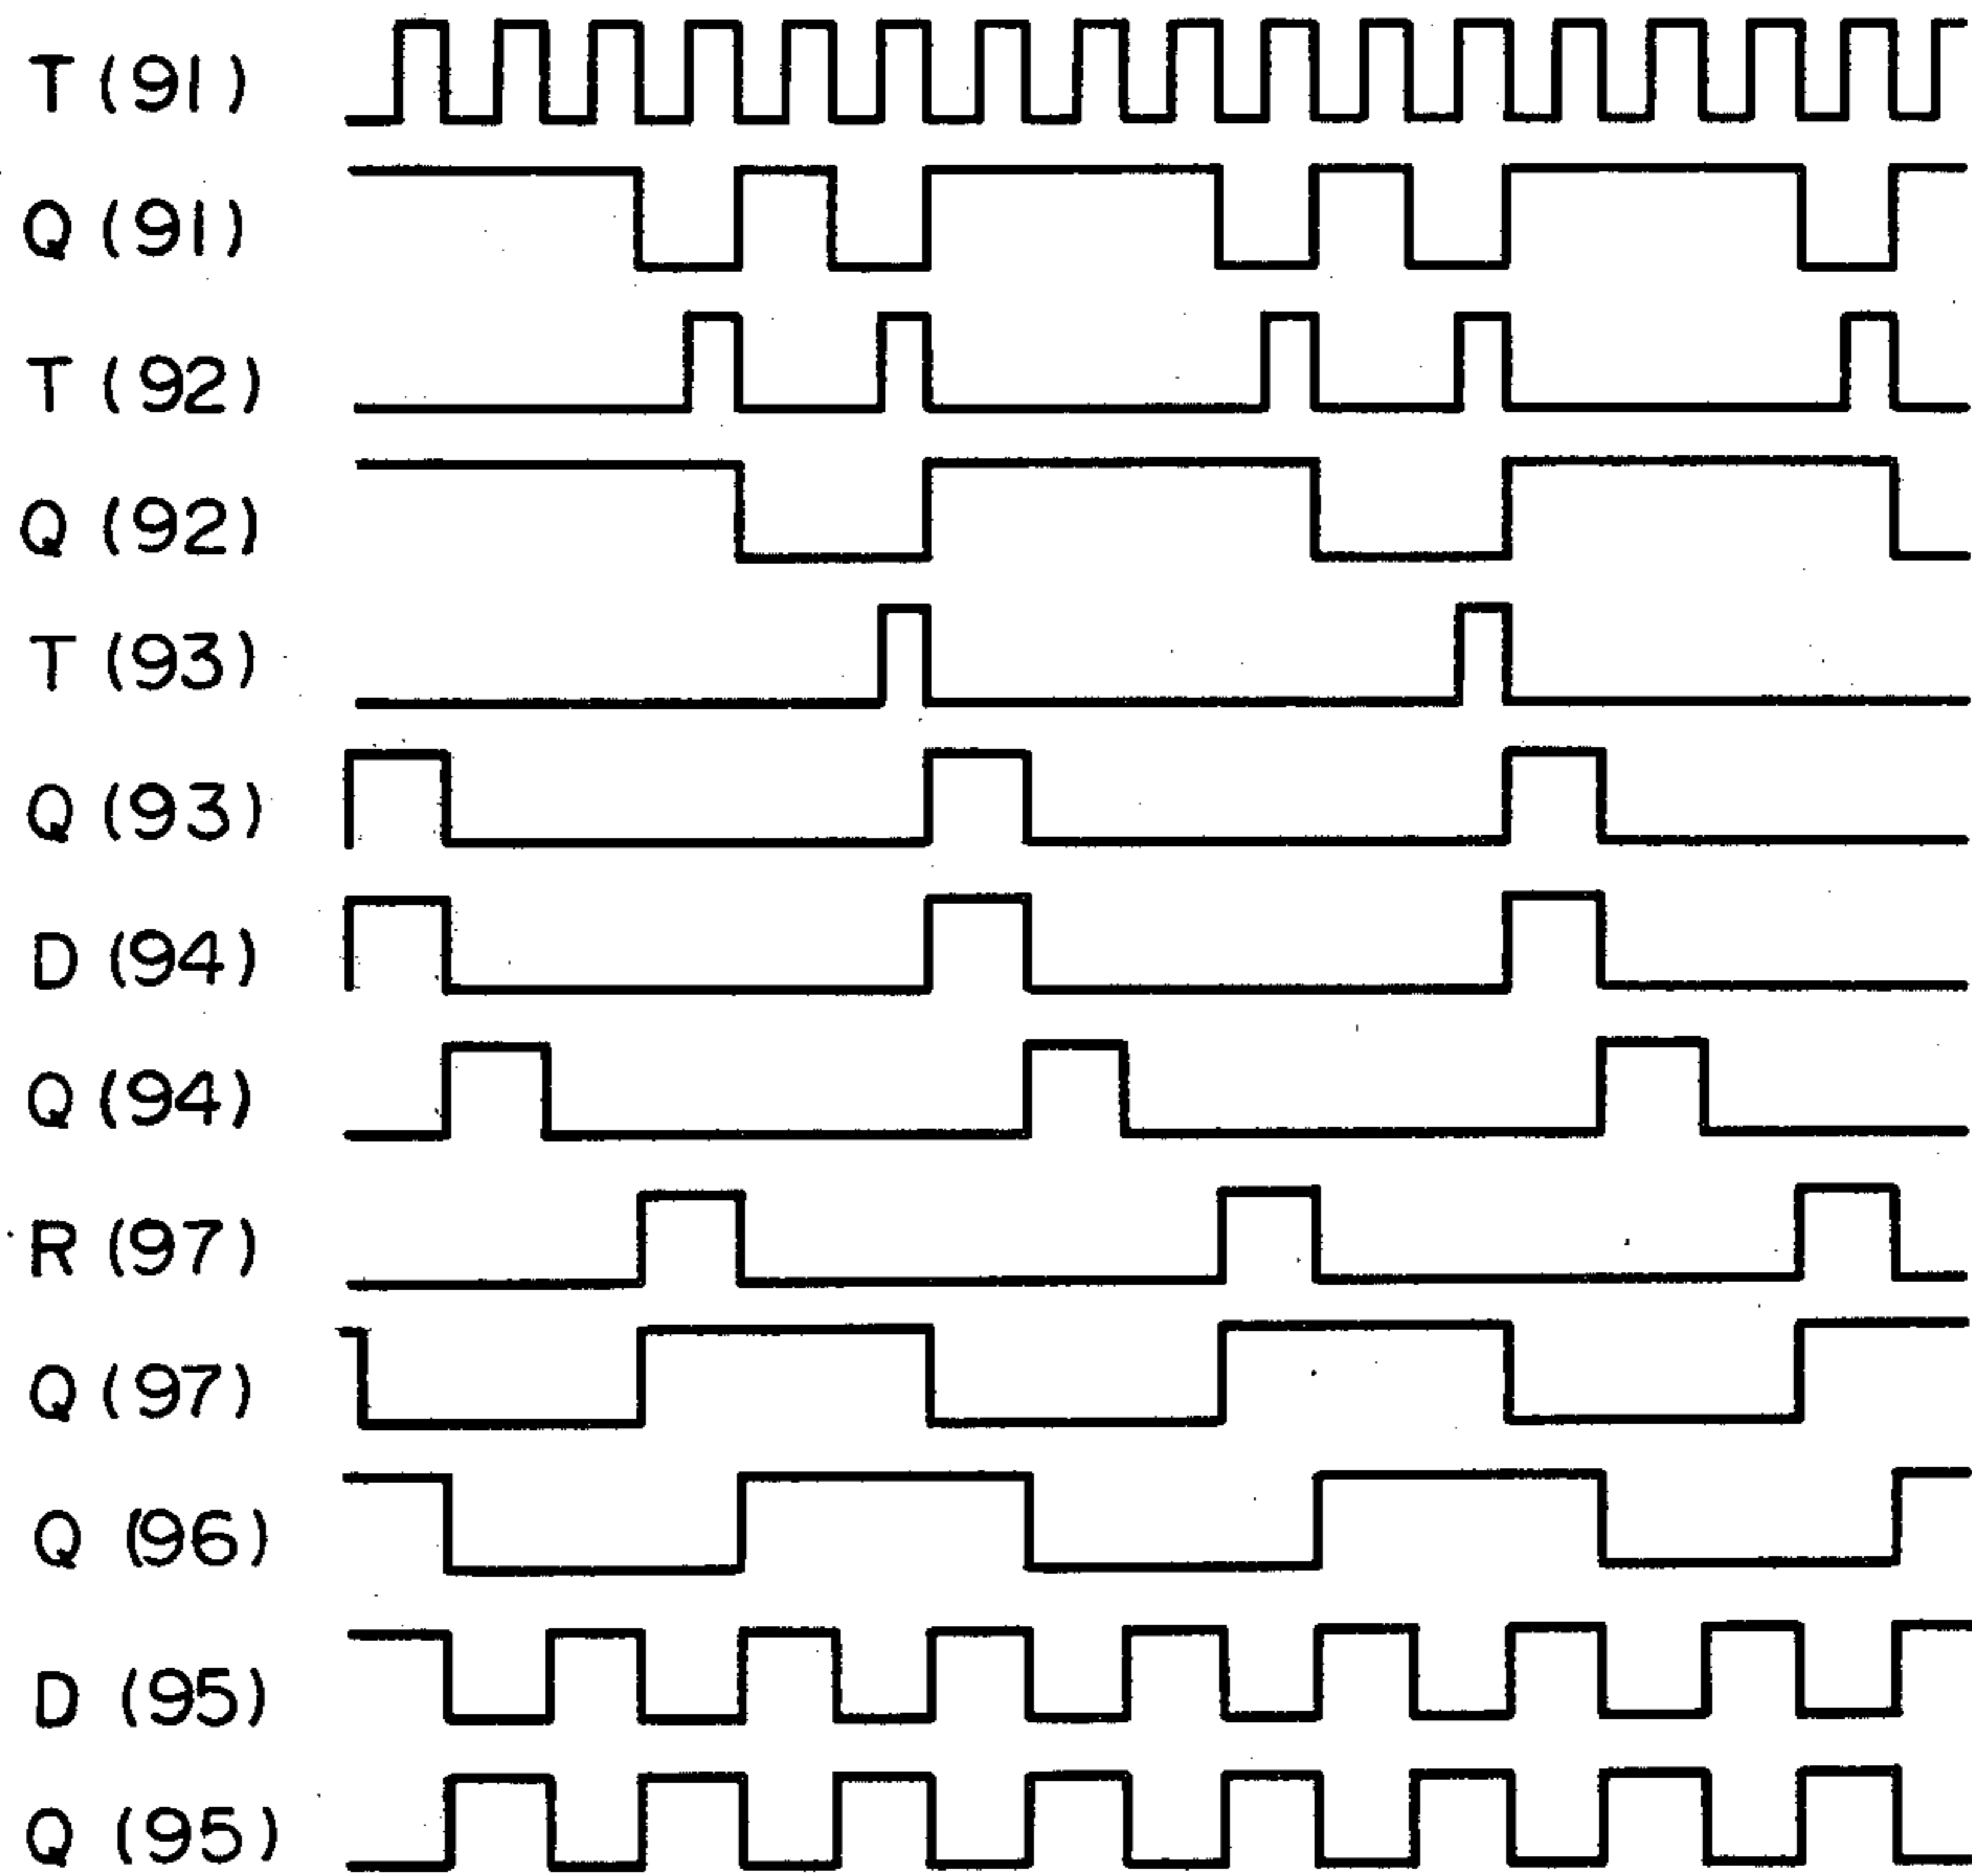 T (91)
Q (91)
T (92)
Q (92)
T (93)
Q (93)
D (94)
Q (94)
R (97)
Q (97)
Q (96)
D (95)
Q (95)